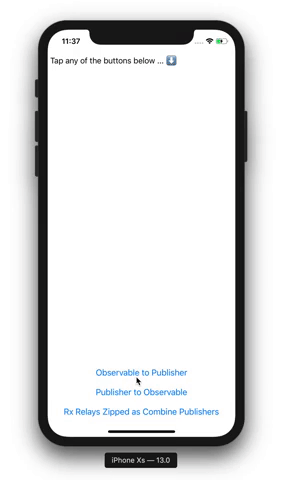 11:37
Tap any of the buttons below ... ⬇️
Observable to Publisher
Publisher to Observable
Rx Relays Zipped as Combine Publishers
iPhone Xs — 13.0